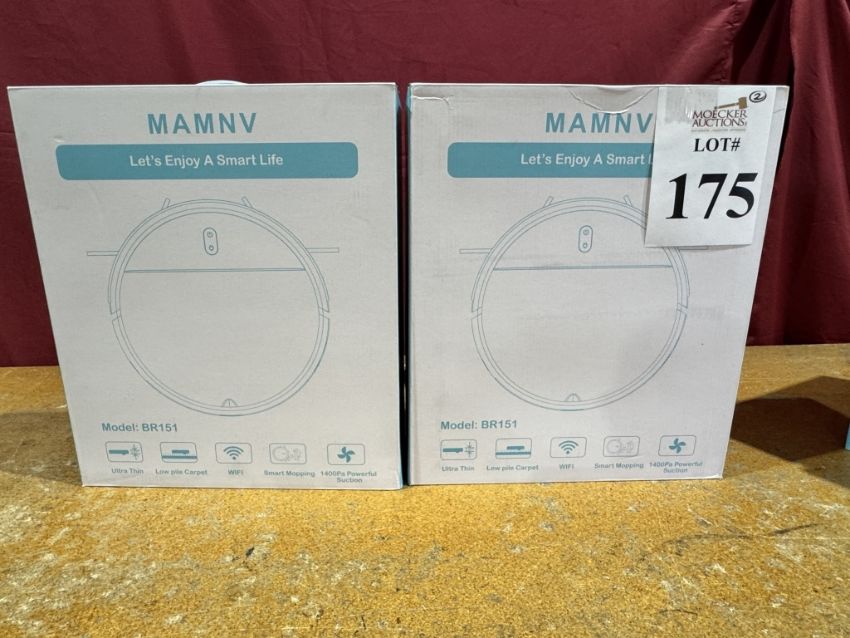 MAMNV
Let's Enjoy A Smart Life
Model: BR151
Ultra Thin
Low pile Carpet
WIFI
Smart Mopping
1400Pa Powerful
Suction
MAMNV
Let's Enjoy A Smart
Model: BR151
Ultra Thin
Low pile Carpet
WIFI
Smart Mopping
1400Pa Powerful
Suction
2
MOECKER
AUCTIONS
LOT#
175